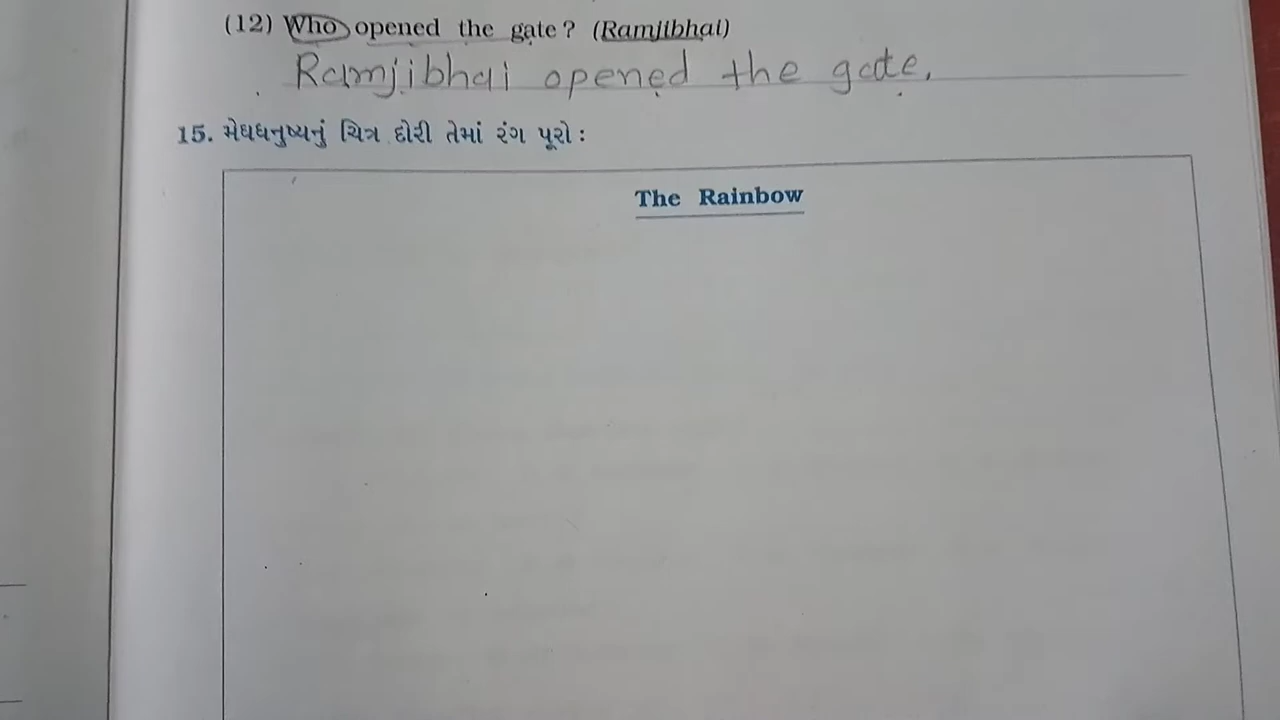 (12) Who opened the gate? (Ramjibhai)
Ramjibhai opened the gate.
15. મેઘધનુષ્યનું ચિત્ર દોરી તેમાં રંગ પૂરો :
The Rainbow